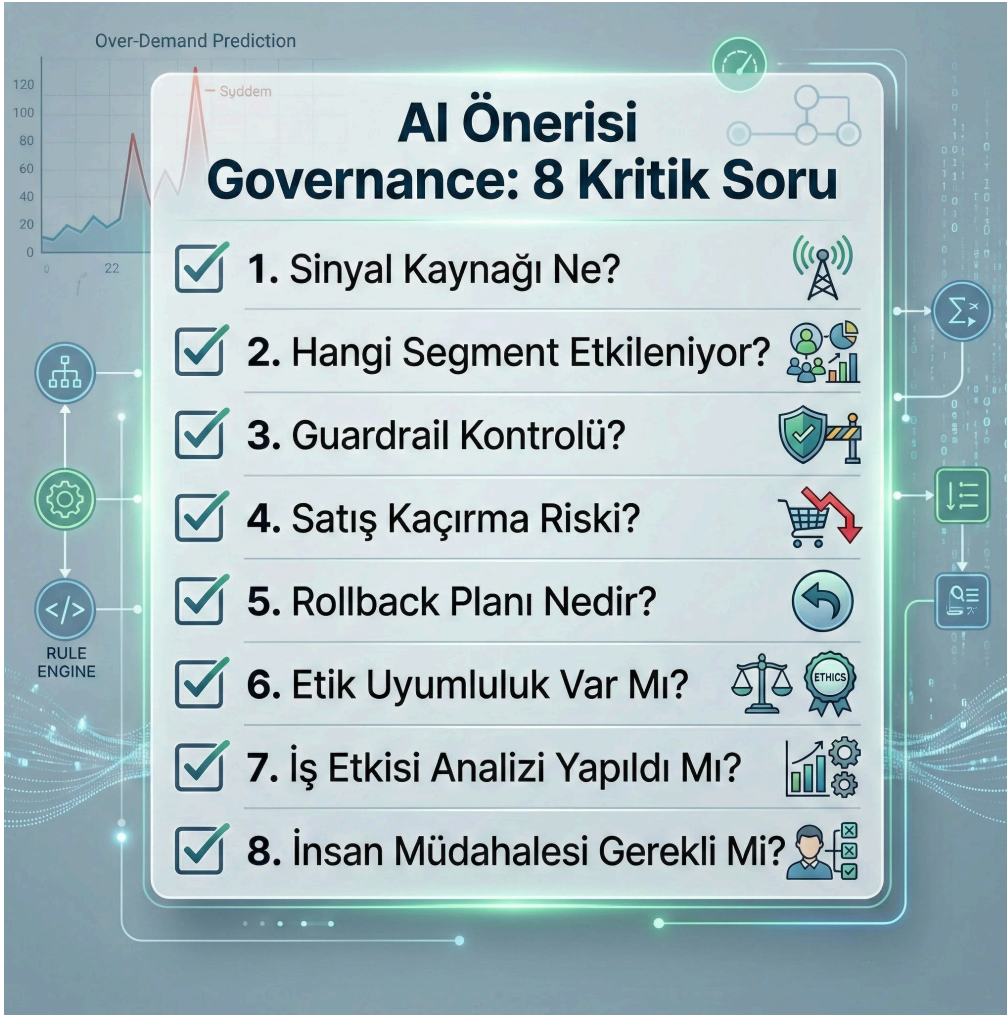 Over-Demand Prediction
120
100
80
60
40
20
0
0
22
Syddem
AI Önerisi
Governance: 8 Kritik Soru
1. Sinyal Kaynağı Ne?
2. Hangi Segment Etkileniyor?
3. Guardrail Kontrolü?
4. Satış Kaçırma Riski?
5. Rollback Planı Nedir?
6. Etik Uyumluluk Var Mı?
ETHICS
7. İş Etkisi Analizi Yapıldı Mı?
8. İnsan Müdahalesi Gerekli Mi?
</>
RULE
ENGINE